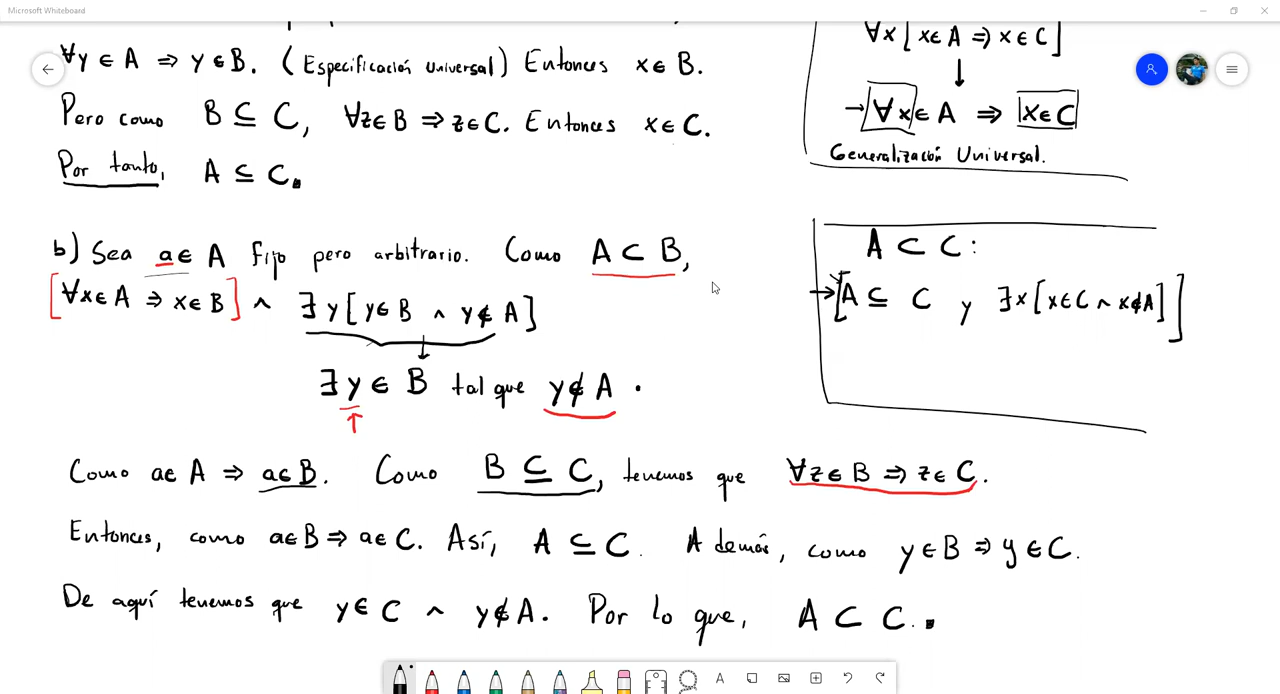 Microsoft Whiteboard
∀y ∈ A ⇒ y ∈ B. (Especificación Universal) Entonces x ∈ B.
Pero como B ⊆ C, ∀z∈B ⇒ z∈C. Entonces x∈C.
Por tanto, A ⊆ C.
∀x [x∈A ⇒ x∈C]
→ ∀x ∈ A ⇒ x∈C
Generalización Universal.
b) Sea a∈ A fijo pero arbitrario. Como A ⊂ B,
[∀x∈A ⇒ x∈B] ∧ ∃y [y∈B ∧ y∉A]
∃ y ∈ B tal que y∉A.
A ⊂ C:
→ [A ⊆ C y ∃x [x∈C ∧ x∉A]]
Como a∈A ⇒ a∈B. Como B ⊆ C, tenemos que ∀z∈B ⇒ z∈C.
Entonces, como a∈B ⇒ a∈C. Así, A ⊆ C. Además, como y∈B ⇒ y∈C.
De aquí tenemos que y∈C ∧ y∉A. Por lo que, A ⊂ C.
A